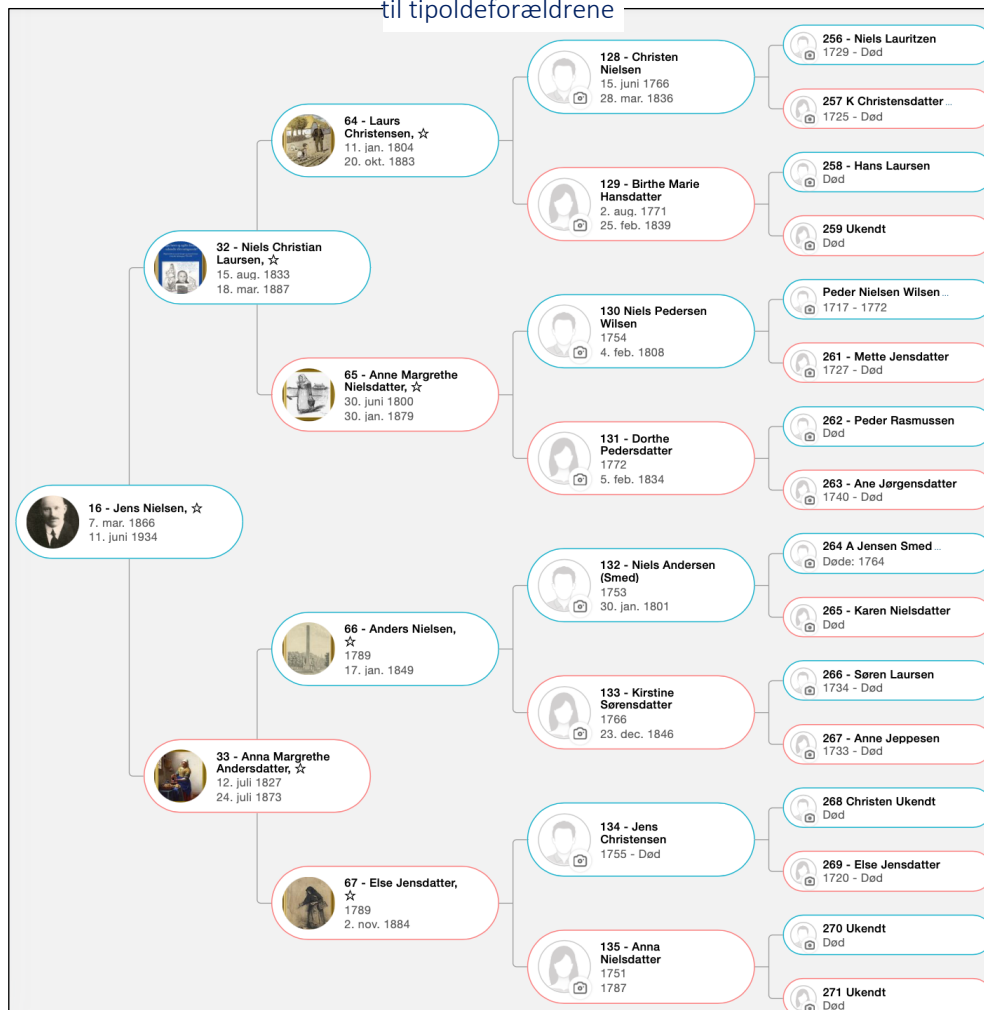 til tipoldeforældrene
16 - Jens Nielsen, ☆
7. mar. 1866
11. juni 1934
32 - Niels Christian
Laursen, ☆
15. aug. 1833
18. mar. 1887
33 - Anna Margrethe
Andersdatter, ☆
12. juli 1827
24. juli 1873
64 - Laurs
Christensen, ☆
11. jan. 1804
20. okt. 1883
65 - Anne Margrethe
Nielsdatter, ☆
30. juni 1800
30. jan. 1879
66 - Anders Nielsen,
☆
1789
17. jan. 1849
67 - Else Jensdatter,
☆
1789
2. nov. 1884
128 - Christen
Nielsen
15. juni 1766
28. mar. 1836
129 - Birthe Marie
Hansdatter
2. aug. 1771
25. feb. 1839
130 Niels Pedersen
Wilsen
1754
4. feb. 1808
131 - Dorthe
Pedersdatter
1772
5. feb. 1834
132 - Niels Andersen
(Smed)
1753
30. jan. 1801
133 - Kirstine
Sørensdatter
1766
23. dec. 1846
134 - Jens
Christensen
1755 - Død
135 - Anna
Nielsdatter
1751
1787
256 - Niels Lauritzen
1729 - Død
257 K Christensdatter ...
1725 - Død
258 - Hans Laursen
Død
259 Ukendt
Død
Peder Nielsen Wilsen ...
1717 - 1772
261 - Mette Jensdatter
1727 - Død
262 - Peder Rasmussen
Død
263 - Ane Jørgensdatter
1740 - Død
264 A Jensen Smed ...
Døde: 1764
265 - Karen Nielsdatter
Død
266 - Søren Laursen
1734 - Død
267 - Anne Jeppesen
1733 - Død
268 Christen Ukendt
Død
269 - Else Jensdatter
1720 - Død
270 Ukendt
Død
271 Ukendt
Død